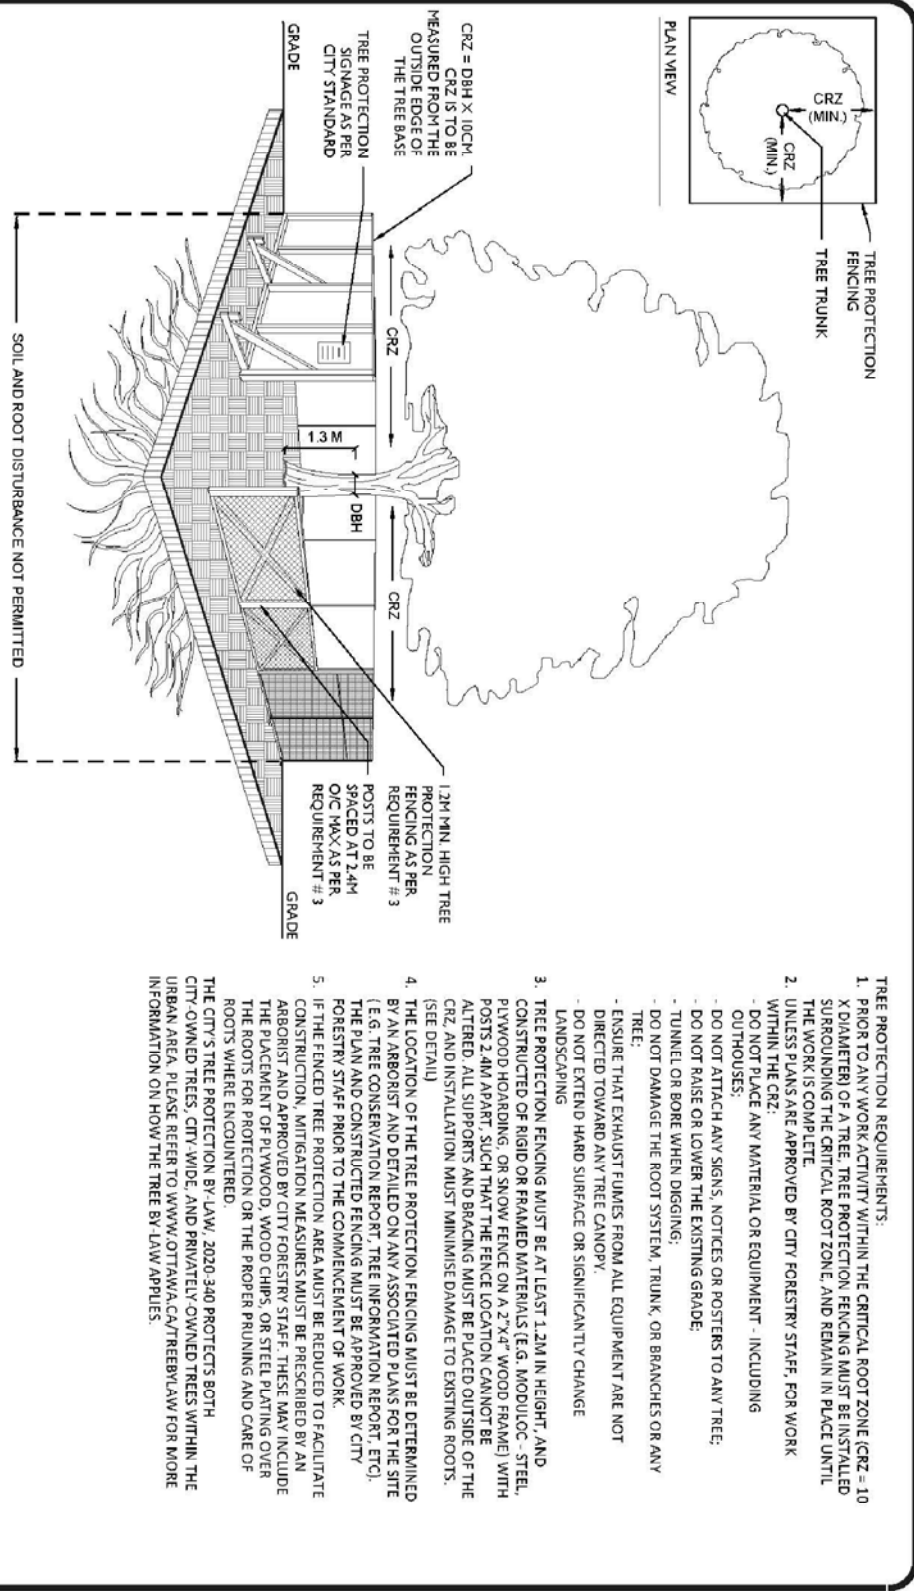 PLAN VIEW
CRZ
(MIN.)
CRZ
(MIN.)
TREE PROTECTION
FENCING
TREE TRUNK
CRZ = DBH X 10CM.
CRZ IS TO BE
MEASURED FROM THE
OUTSIDE EDGE OF
THE TREE BASE
TREE PROTECTION
SIGNAGE AS PER
CITY STANDARD
GRADE
CRZ
1.3 M
DBH
CRZ
1.2M MIN. HIGH TREE
PROTECTION
FENCING AS PER
REQUIREMENT # 3
POSTS TO BE
SPACED AT 2.4M
O/C MAX AS PER
REQUIREMENT # 3
GRADE
SOIL AND ROOT DISTURBANCE NOT PERMITTED
TREE PROTECTION REQUIREMENTS:
1. PRIOR TO ANY WORK ACTIVITY WITHIN THE CRITICAL ROOT ZONE (CRZ = 10
X DIAMETER) OF A TREE, TREE PROTECTION FENCING MUST BE INSTALLED
SURROUNDING THE CRITICAL ROOT ZONE, AND REMAIN IN PLACE UNTIL
THE WORK IS COMPLETE.
2. UNLESS PLANS ARE APPROVED BY CITY FORESTRY STAFF, FOR WORK
WITHIN THE CRZ:
- DO NOT PLACE ANY MATERIAL OR EQUIPMENT - INCLUDING
OUTHOUSES;
- DO NOT ATTACH ANY SIGNS, NOTICES OR POSTERS TO ANY TREE;
- DO NOT RAISE OR LOWER THE EXISTING GRADE;
- TUNNEL OR BORE WHEN DIGGING;
- DO NOT DAMAGE THE ROOT SYSTEM, TRUNK, OR BRANCHES OR ANY
TREE;
- ENSURE THAT EXHAUST FUMES FROM ALL EQUIPMENT ARE NOT
DIRECTED TOWARD ANY TREE CANOPY.
- DO NOT EXTEND HARD SURFACE OR SIGNIFICANTLY CHANGE
LANDSCAPING
3. TREE PROTECTION FENCING MUST BE AT LEAST 1.2M IN HEIGHT, AND
CONSTRUCTED OF RIGID OR FRAMED MATERIALS (E.G. MODULOC - STEEL,
PLYWOOD HOARDING, OR SNOW FENCE ON A 2"X4" WOOD FRAME) WITH
POSTS 2.4M APART, SUCH THAT THE FENCE LOCATION CANNOT BE
ALTERED. ALL SUPPORTS AND BRACING MUST BE PLACED OUTSIDE OF THE
CRZ, AND INSTALLATION MUST MINIMISE DAMAGE TO EXISTING ROOTS.
(SEE DETAIL)
4. THE LOCATION OF THE TREE PROTECTION FENCING MUST BE DETERMINED
BY AN ARBORIST AND DETAILED ON ANY ASSOCIATED PLANS FOR THE SITE
(E.G. TREE CONSERVATION REPORT, TREE INFORMATION REPORT, ETC).
THE PLAN AND CONSTRUCTED FENCING MUST BE APPROVED BY CITY
FORESTRY STAFF PRIOR TO THE COMMENCEMENT OF WORK.
5. IF THE FENCED TREE PROTECTION AREA MUST BE REDUCED TO FACILITATE
CONSTRUCTION, MITIGATION MEASURES MUST BE PRESCRIBED BY AN
ARBORIST AND APPROVED BY CITY FORESTRY STAFF. THESE MAY INCLUDE
THE PLACEMENT OF PLYWOOD, WOOD CHIPS, OR STEEL PLATING OVER
THE ROOTS FOR PROTECTION OR THE PROPER PRUNING AND CARE OF
ROOTS WHERE ENCOUNTERED.
THE CITY'S TREE PROTECTION BY-LAW, 2020-340 PROTECTS BOTH
CITY-OWNED TREES, CITY-WIDE, AND PRIVATELY-OWNED TREES WITHIN THE
URBAN AREA. PLEASE REFER TO WWW.OTTAWA.CA/TREEBYLAW FOR MORE
INFORMATION ON HOW THE TREE BY-LAW APPLIES.